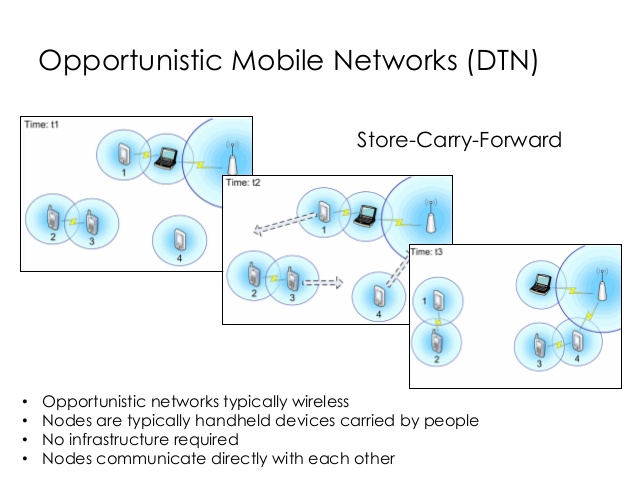 Opportunistic Mobile Networks (DTN)
Store-Carry-Forward
Time: t1
1
2
3
4
Time: t2
1
2
3
4
Time: t3
1
2
3
4
• Opportunistic networks typically wireless
• Nodes are typically handheld devices carried by people
• No infrastructure required
• Nodes communicate directly with each other